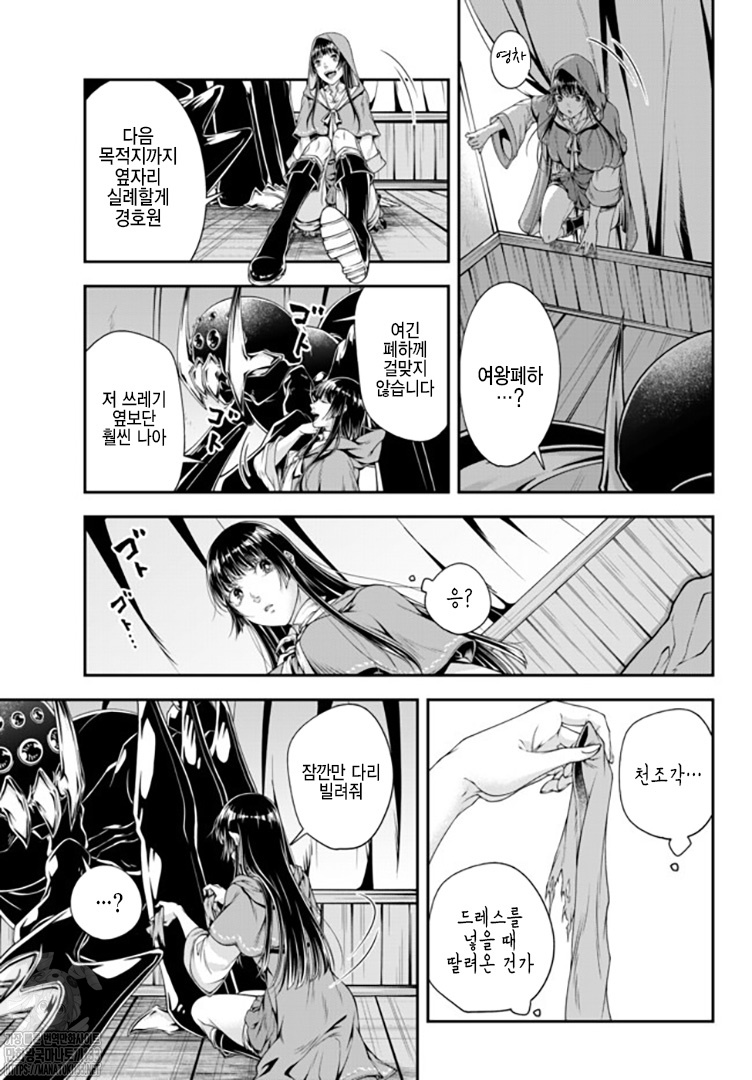 영차
여왕폐하
…?
다음
목적지까지
옆자리
실례할게
경호원
여긴
폐하께
걸맞지
않습니다
저 쓰레기
옆보단
훨씬 나아
ゴトゴト
응?
ゴトゴト…
천조각…
드레스를
넣을 때
딸려온 건가
잠깐만 다리
빌려줘
…?
HTTPS://MANATOKI